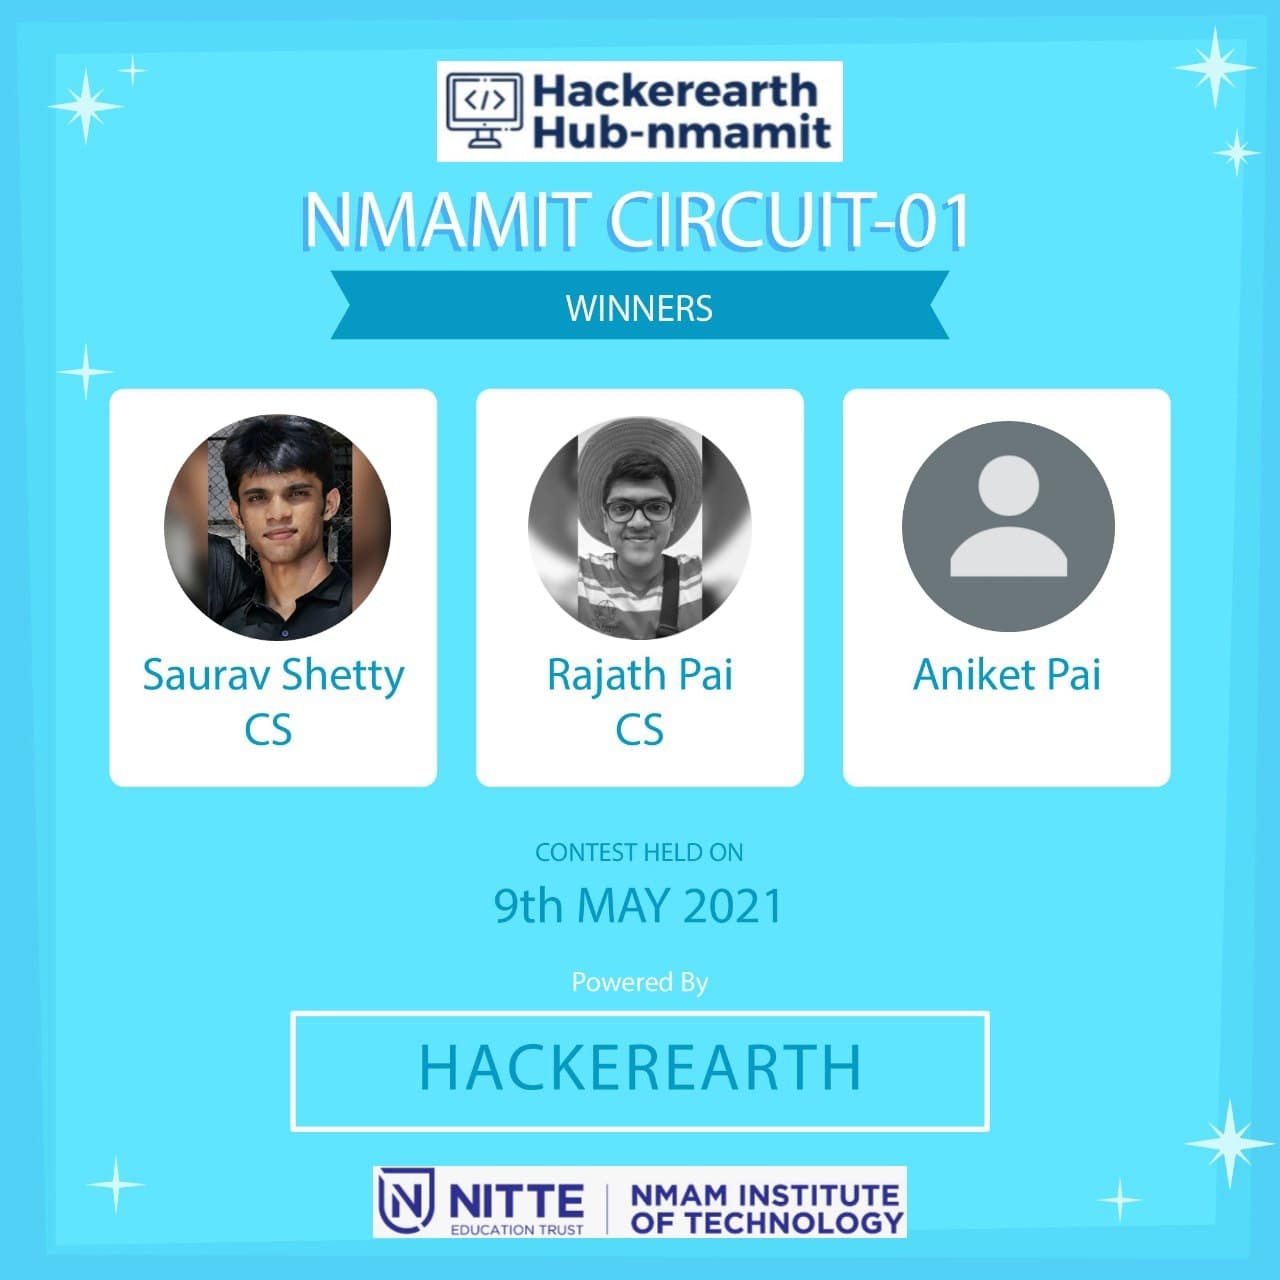 Hackerearth
Hub-nmamit
NMAMIT CIRCUIT-01
WINNERS
Saurav Shetty
CS
Rajath Pai
CS
Aniket Pai
CONTEST HELD ON
9th MAY 2021
Powered By
HACKEREARTH
NITTE
EDUCATION TRUST
NMAM INSTITUTE
OF TECHNOLOGY